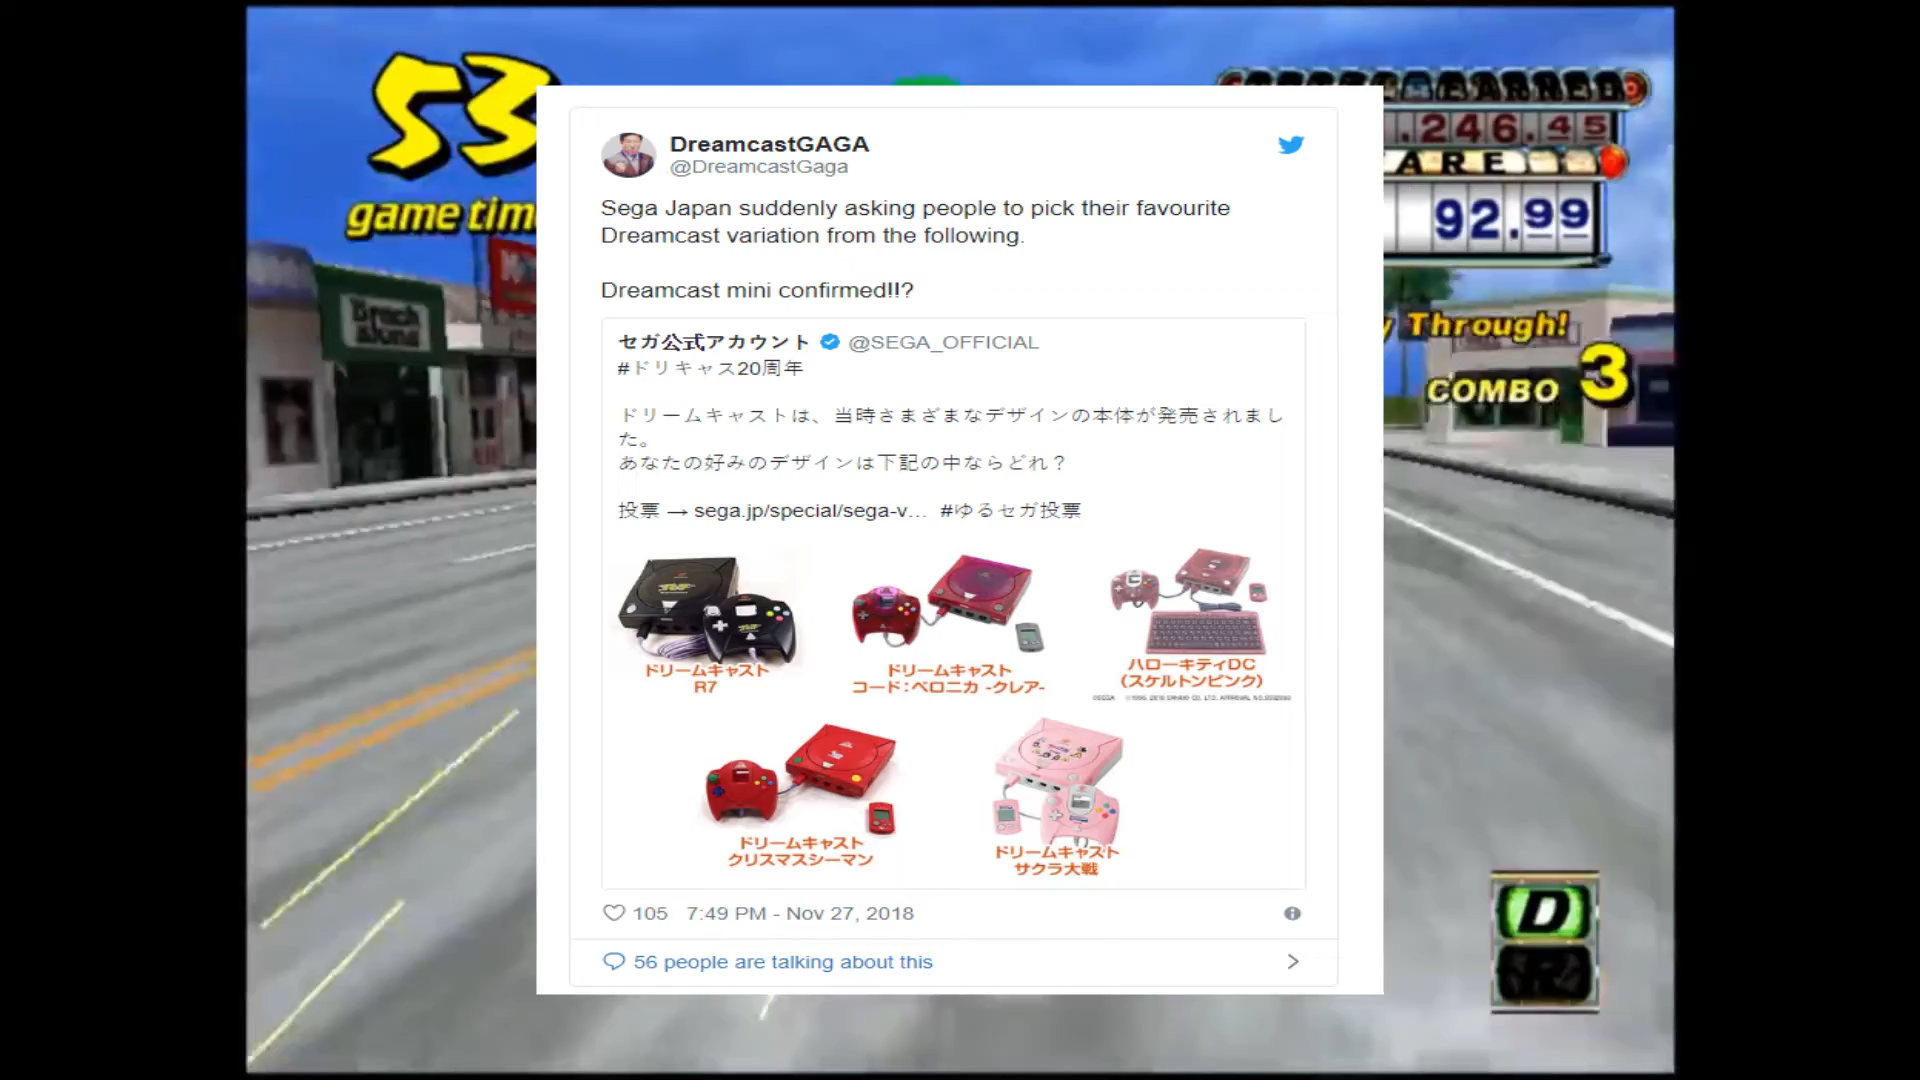 53
game tim
EARNED
246.45
ARE
92.99
Through!
COMBO 3
D
DreamcastGAGA
@DreamcastGaga
Sega Japan suddenly asking people to pick their favourite
Dreamcast variation from the following.
Dreamcast mini confirmed!!?
セガ公式アカウント @SEGA_OFFICIAL
#ドリキャス20周年
ドリームキャストは、当時さまざまなデザインの本体が発売されまし
た。
あなたの好みのデザインは下記の中ならどれ？
投票 → sega.jp/special/sega-v… #ゆるセガ投票
ドリームキャスト
R7
ドリームキャスト
コード:ベロニカ -クレア-
ハローキティDC
(スケルトンピンク)
ドリームキャスト
クリスマスシーマン
ドリームキャスト
サクラ大戦
105 7:49 PM - Nov 27, 2018
56 people are talking about this